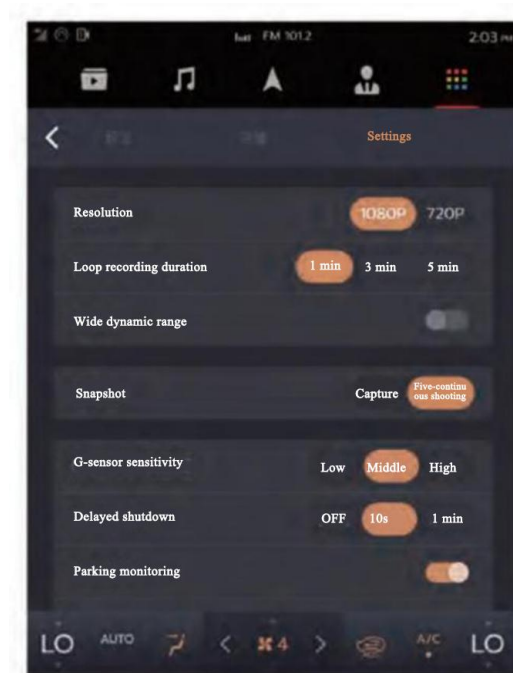 FM 101.2
2:03 PM
Settings
Resolution 1080P 720P
Loop recording duration 1 min 3 min 5 min
Wide dynamic range
Snapshot Capture Five-continu
ous shooting
G-sensor sensitivity Low Middle High
Delayed shutdown OFF 10s 1 min
Parking monitoring
LO AUTO < 4 > A/C LO